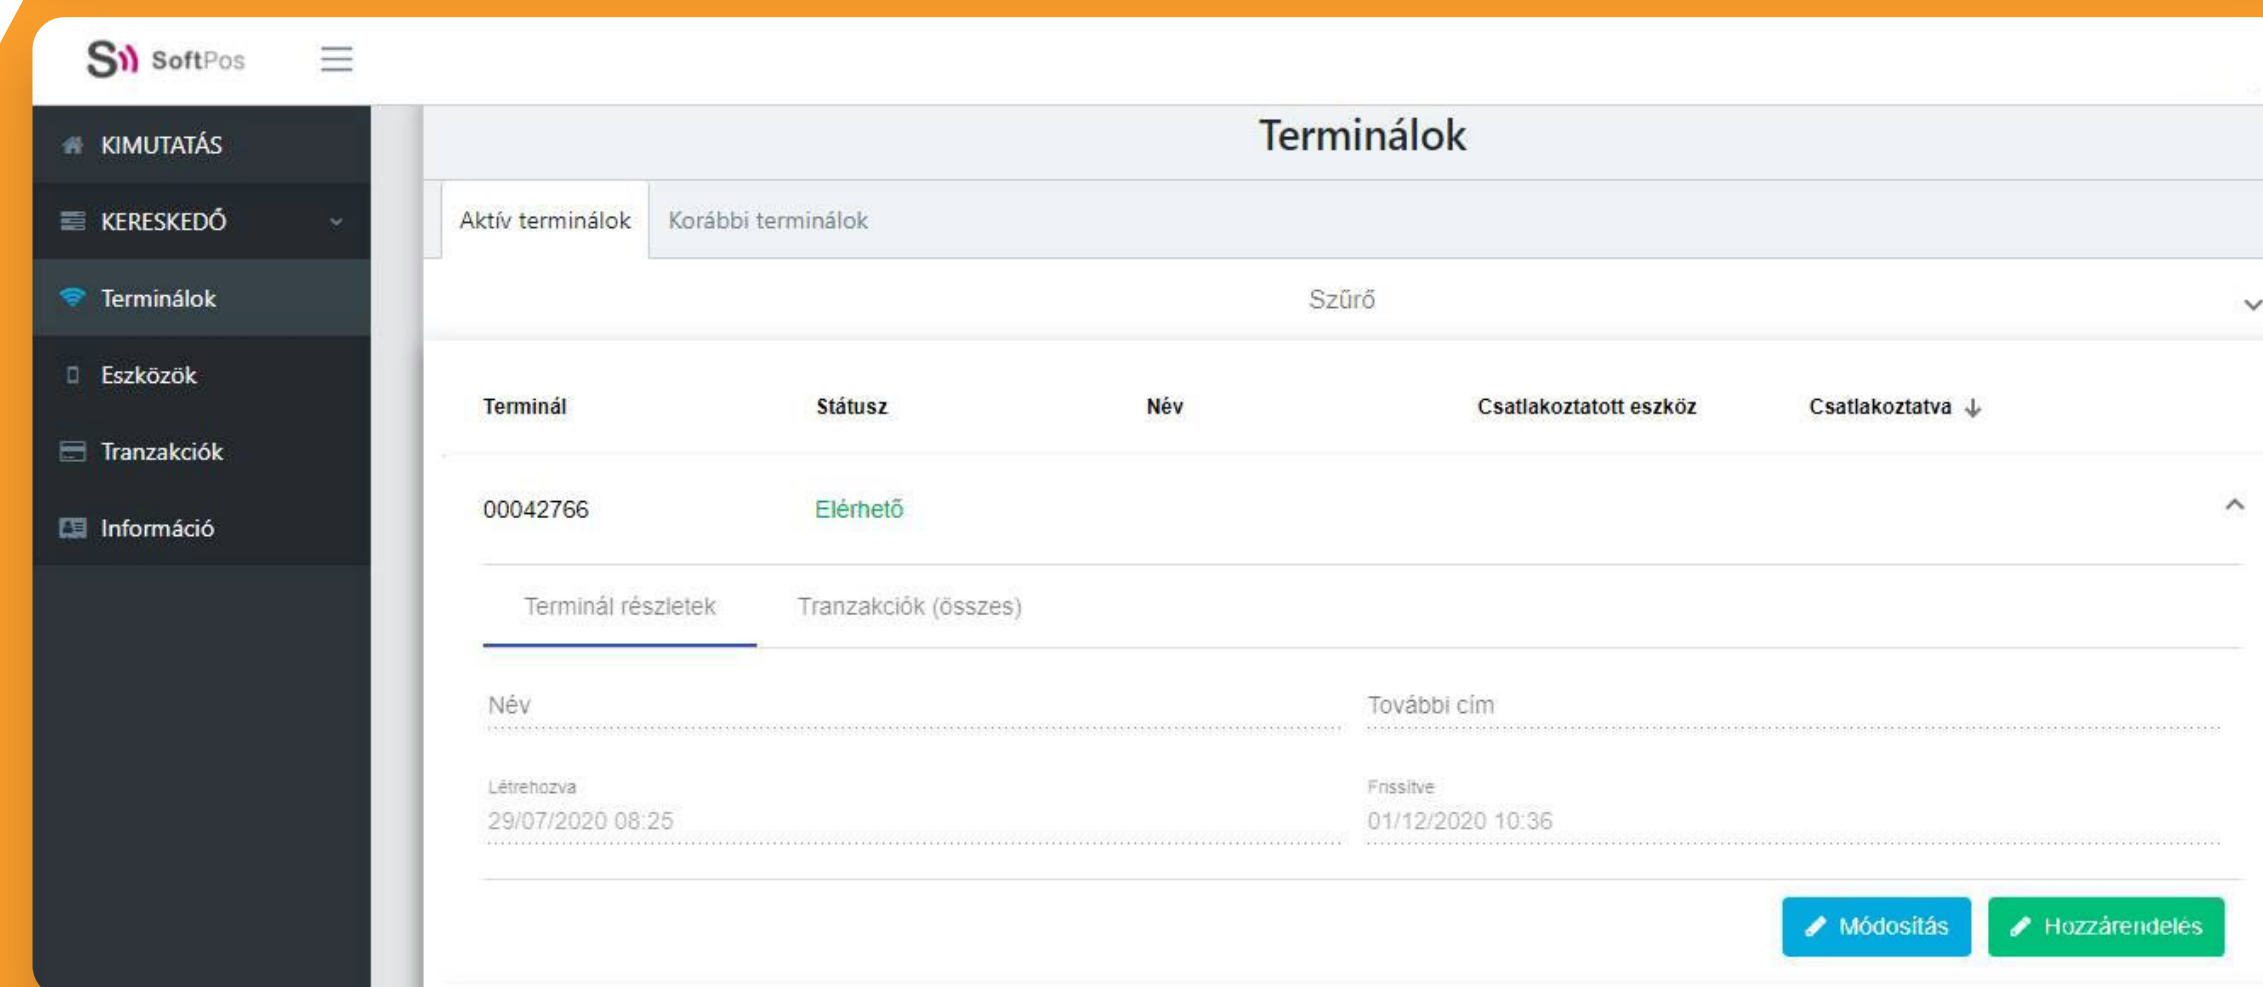 S SoftPos
KIMUTATÁS
KERESKEDŐ
Terminálok
Eszközök
Tranzakciók
Információ
Terminálok
Aktív terminálok Korábbi terminálok
Szűrő
Terminál Státusz Név Csatlakoztatott eszköz Csatlakoztatva
00042766 Elérhető
Terminál részletek Tranzakciók (összes)
Név További cím
Létrehozva Frissítve
29/07/2020 08:25 01/12/2020 10:36
Módosítás Hozzárendelés